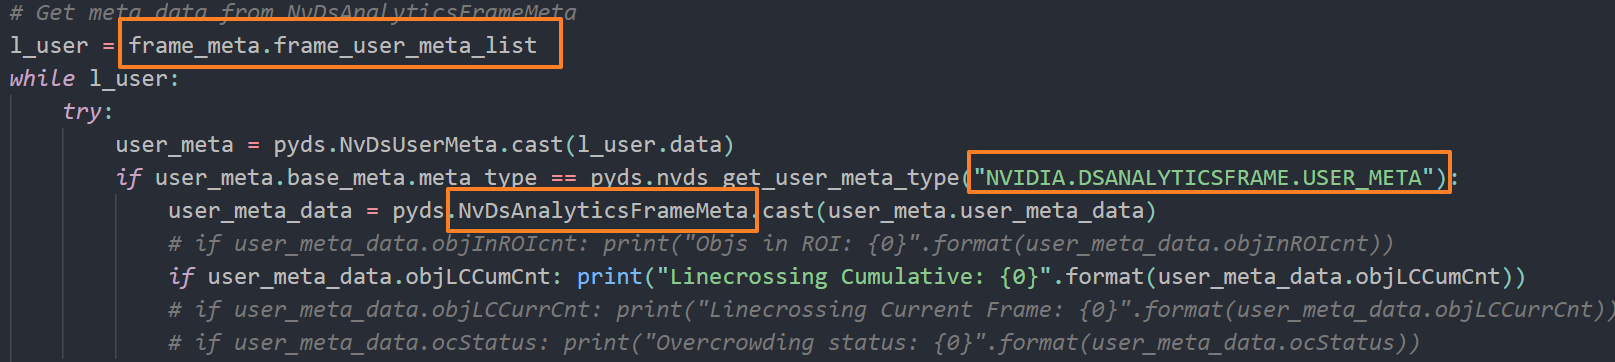 # Get meta data from NvDsAnalyticsFrameMeta
l_user = frame_meta.frame_user_meta_list
while l_user:
try:
user_meta = pyds.NvDsUserMeta.cast(l_user.data)
if user_meta.base_meta.meta_type == pyds.nvds_get_user_meta_type("NVIDIA.DSANALYTICSFRAME.USER_META"):
user_meta_data = pyds.NvDsAnalyticsFrameMeta.cast(user_meta.user_meta_data)
# if user_meta_data.objInROIcnt: print("Objs in ROI: {0}".format(user_meta_data.objInROIcnt))
if user_meta_data.objLCCumCnt: print("Linecrossing Cumulative: {0}".format(user_meta_data.objLCCumCnt))
# if user_meta_data.objLCCurrCnt: print("Linecrossing Current Frame: {0}".format(user_meta_data.objLCCurrCnt))
# if user_meta_data.ocStatus: print("Overcrowding status: {0}".format(user_meta_data.ocStatus))